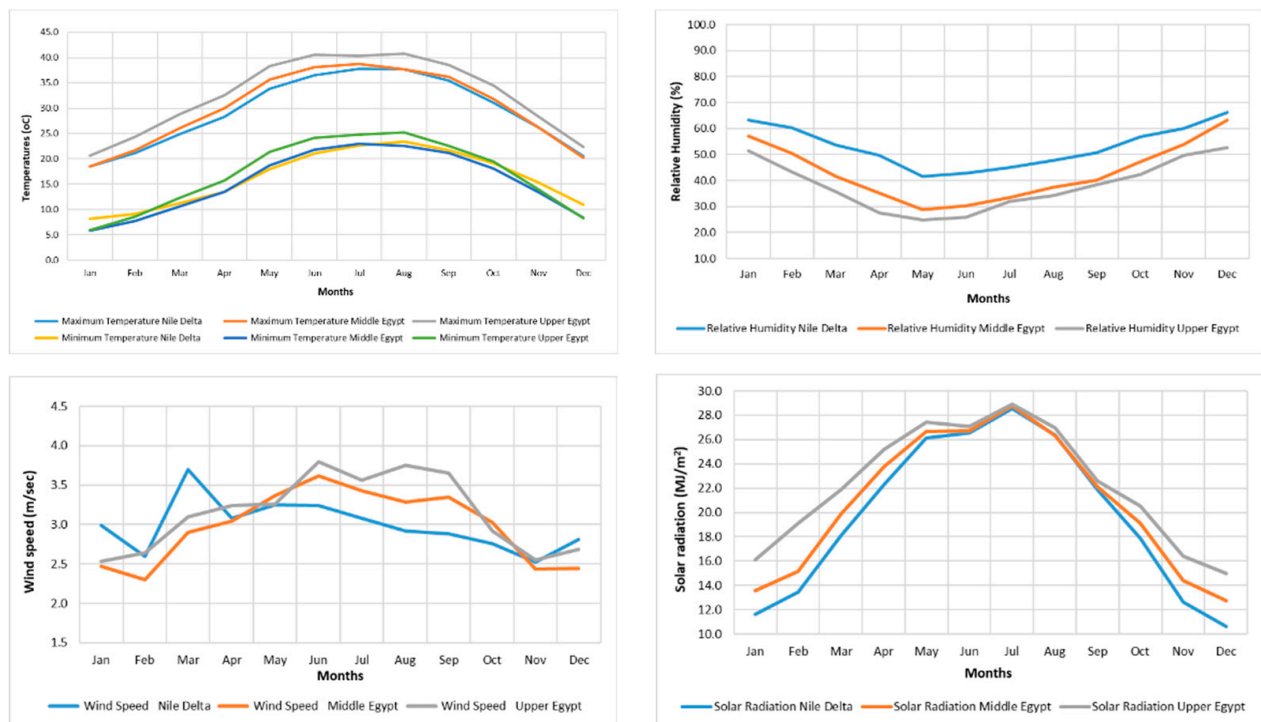 45.0
40.0
35.0
30.0
25.0
20.0
15.0
10.0
5.0
0.0
Temperatures (oc)
Jan Feb Mar Apr May Jun Jul Aug Sep Oct Nov Dec
Months
Maximum Temperature Nile Delta Maximum Temperature Middle Egypt Maximum Temperature Upper Egypt
Minimum Temperature Nile Delta Minimum Temperature Middle Egypt Minimum Temperature Upper Egypt
100.0
90.0
80.0
70.0
60.0
50.0
40.0
30.0
20.0
10.0
Relative Humidity (%)
Jan Feb Mar Apr May Jun Jul Aug Sep Oct Nov Dec
Months
Relative Humidity Nile Delta Relative Humidity Middle Egypt Relative Humidity Upper Egypt
4.5
4.0
3.5
3.0
2.5
2.0
1.5
Wind speed (m/sec)
Jan Feb Mar Apr May Jun Jul Aug Sep Oct Nov Dec
Months
Wind Speed Nile Delta Wind Speed Middle Egypt Wind Speed Upper Egypt
30.0
28.0
26.0
24.0
22.0
20.0
18.0
16.0
14.0
12.0
10.0
Solar radiation (MJ/m²)
Jan Feb Mar Apr May Jun Jul Aug Sep Oct Nov Dec
Months
Solar Radiation Nile Delta Solar Radiation Middle Egypt Solar Radiation Upper Egypt